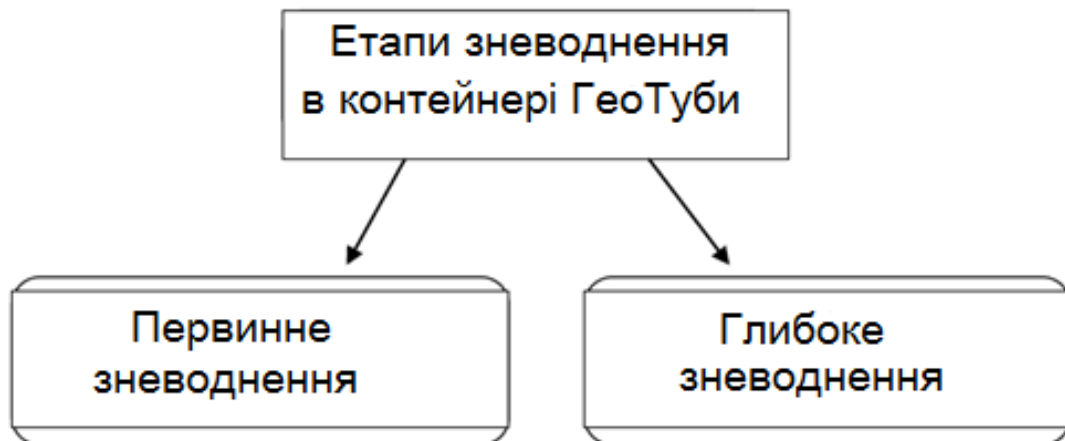 Етапи зневоднення
в контейнері ГеоТуби
Первинне
зневоднення
Глибоке
зневоднення